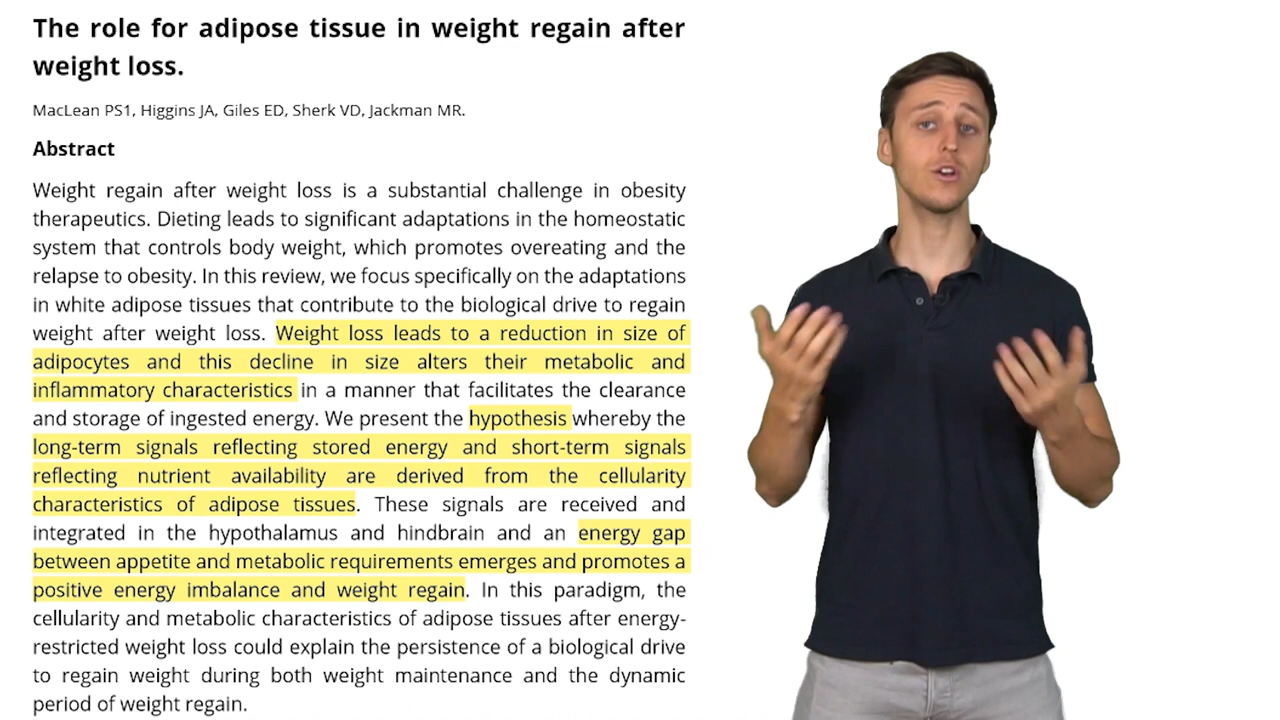 The role for adipose tissue in weight regain after
weight loss.
MacLean PS1, Higgins JA, Giles ED, Sherk VD, Jackman MR.
Abstract
Weight regain after weight loss is a substantial challenge in obesity
therapeutics. Dieting leads to significant adaptations in the homeostatic
system that controls body weight, which promotes overeating and the
relapse to obesity. In this review, we focus specifically on the adaptations
in white adipose tissues that contribute to the biological drive to regain
weight after weight loss. Weight loss leads to a reduction in size of
adipocytes and this decline in size alters their metabolic and
inflammatory characteristics in a manner that facilitates the clearance
and storage of ingested energy. We present the hypothesis whereby the
long-term signals reflecting stored energy and short-term signals
reflecting nutrient availability are derived from the cellularity
characteristics of adipose tissues. These signals are received and
integrated in the hypothalamus and hindbrain and an energy gap
between appetite and metabolic requirements emerges and promotes a
positive energy imbalance and weight regain. In this paradigm, the
cellularity and metabolic characteristics of adipose tissues after energy-
restricted weight loss could explain the persistence of a biological drive
to regain weight during both weight maintenance and the dynamic
period of weight regain.